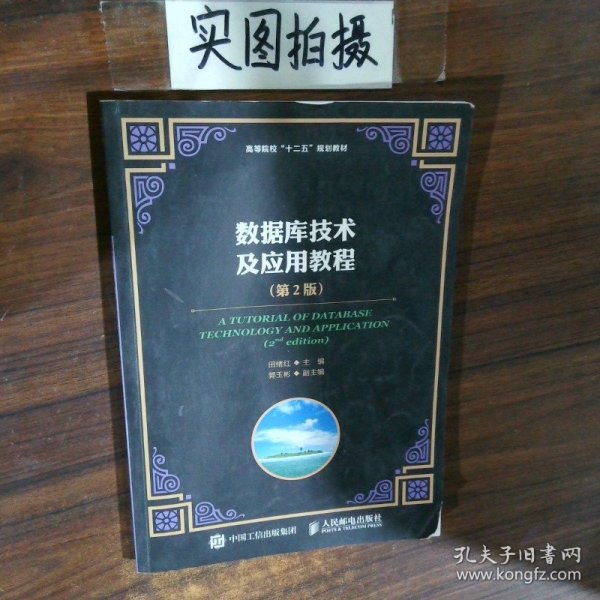 实图拍摄
高等院校“十二五”规划教材
数据库技术
及应用教程
（第2版）
A TUTORIAL OF DATABASE
TECHNOLOGY AND APPLICATION
(2nd edition)
田绪红 ◆ 主 编
郭玉彬 ◆ 副主编
中国工信出版集团
人民邮电出版社
POSTS & TELECOM PRESS
孔夫子旧书网
www.kongfz.com